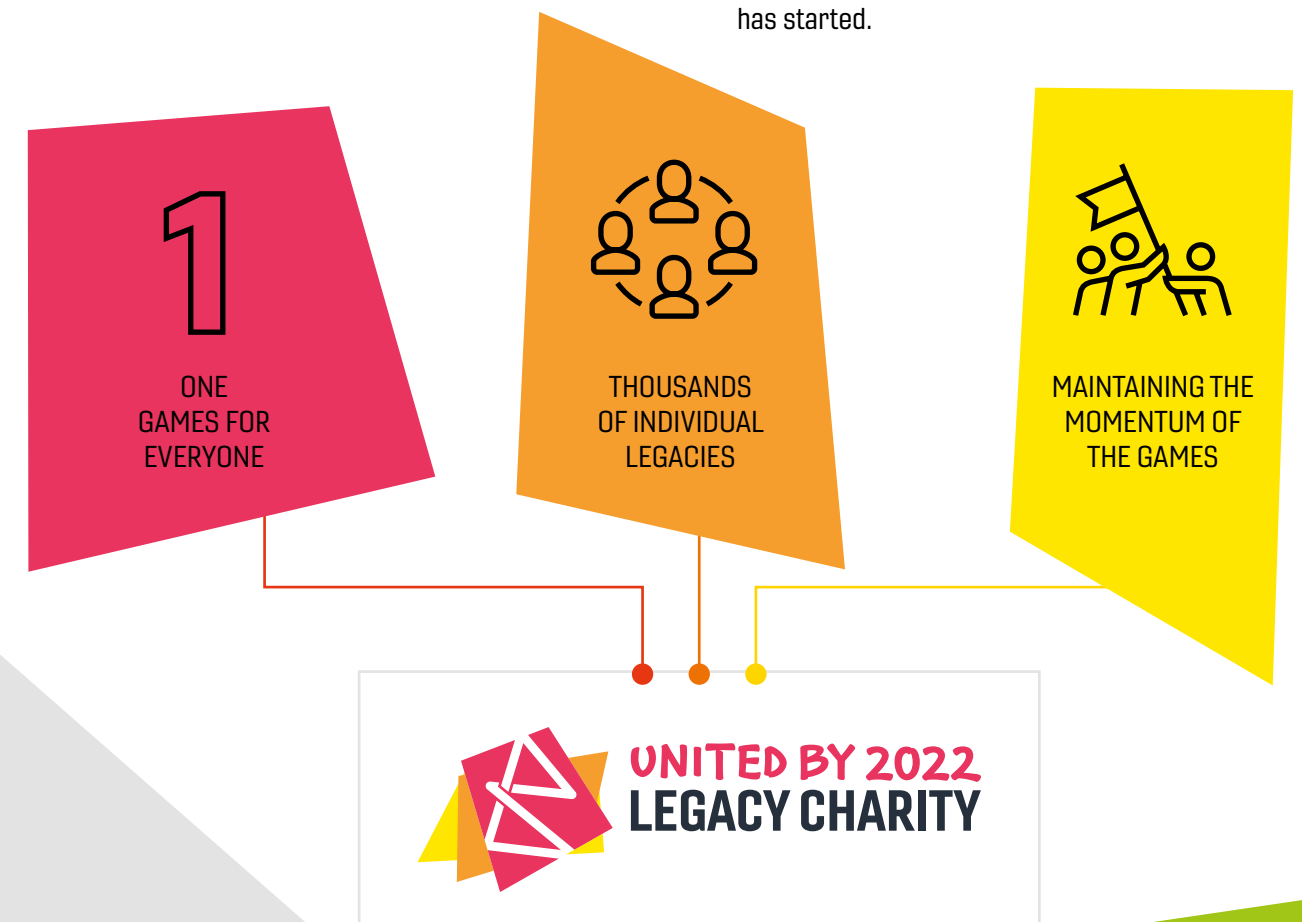 has started.
1
ONE
GAMES FOR
EVERYONE
THOUSANDS
OF INDIVIDUAL
LEGACIES
MAINTAINING THE
MOMENTUM OF
THE GAMES
UNITED BY 2022
LEGACY CHARITY